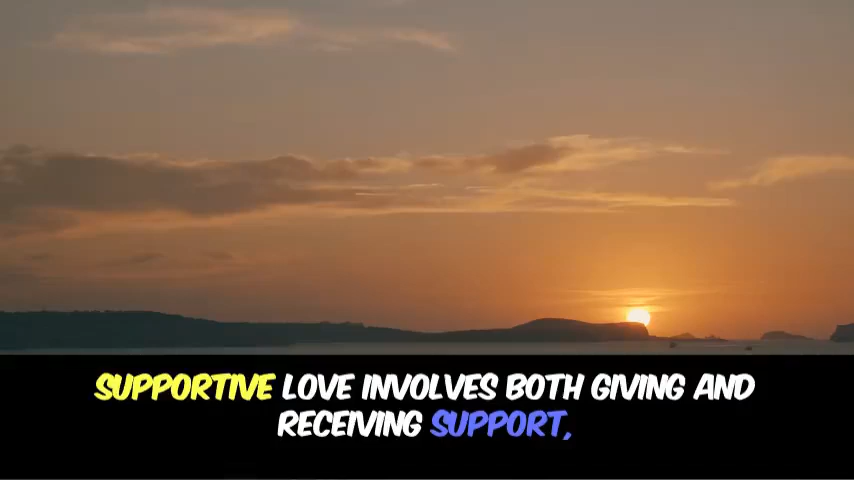 SUPPORTIVE LOVE INVOLVES BOTH GIVING AND
RECEIVING SUPPORT,